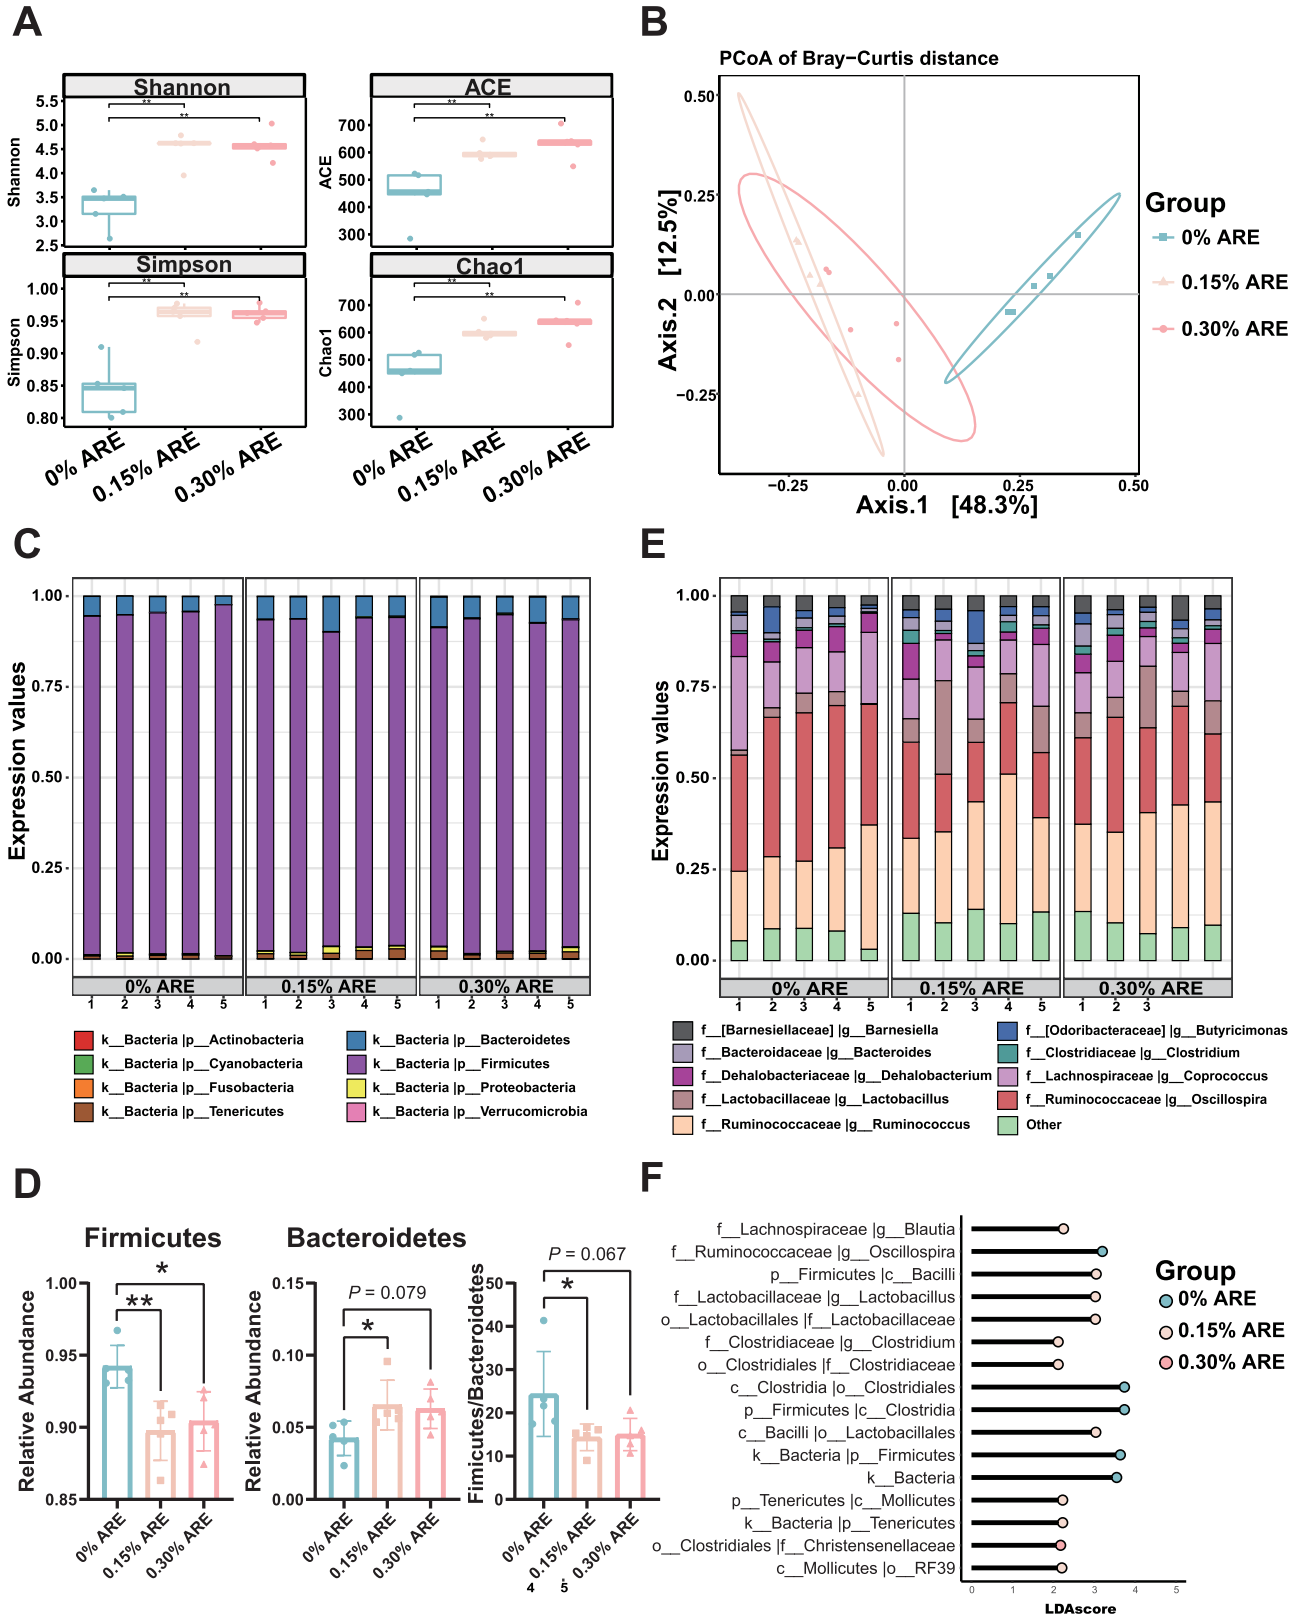 A
Shannon
ACE
Shannon
5.5
5.0
4.5
3.5
3.0
2.5
**
**
ACE
700
600
500
400
300
**
**
Simpson
Chao1
Simpson
1.00
0.95
0.90
0.85
0.80
**
**
Chao1
700
600
500
400
300
**
**
0% ARE
0.15% ARE
0.30% ARE
0% ARE
0.15% ARE
0.30% ARE
B
PCoA of Bray−Curtis distance
Axis.2 [12.5%]
0.50
0.25
0.00
−0.25
−0.25
0.00
0.25
0.50
Axis.1 [48.3%]
Group
0% ARE
0.15% ARE
0.30% ARE
C
Expression values
1.00
0.75
0.50
0.25
0.00
0% ARE
0.15% ARE
0.30% ARE
1 2 3 4 5
1 2 3 4 5
1 2 3 4 5
k__Bacteria |p__Actinobacteria
k__Bacteria |p__Bacteroidetes
k__Bacteria |p__Cyanobacteria
k__Bacteria |p__Firmicutes
k__Bacteria |p__Fusobacteria
k__Bacteria |p__Proteobacteria
k__Bacteria |p__Tenericutes
k__Bacteria |p__Verrucomicrobia
E
Expression values
1.00
0.75
0.50
0.25
0.00
0% ARE
0.15% ARE
0.30% ARE
1 2 3 4 5
1 2 3 4 5
1 2 3
f__[Barnesiellaceae] |g__Barnesiella
f__[Odoribacteraceae] |g__Butyricimonas
f__Bacteroidaceae |g__Bacteroides
f__Clostridiaceae |g__Clostridium
f__Dehalobacteriaceae |g__Dehalobacterium
f__Lachnospiraceae |g__Coprococcus
f__Lactobacillaceae |g__Lactobacillus
f__Ruminococcaceae |g__Oscillospira
f__Ruminococcaceae |g__Ruminococcus
Other
D
Firmicutes
Relative Abundance
1.00
0.95
0.90
0.85
*
**
0% ARE
0.15% ARE
0.30% ARE
Bacteroidetes
Relative Abundance
0.15
0.10
0.05
0.00
P = 0.079
*
0% ARE
0.15% ARE
0.30% ARE
Fimicutes/Bacteroidetes
50
40
30
20
10
0
P = 0.067
*
0% ARE
0.15% ARE
0.30% ARE
4 5
F
f__Lachnospiraceae |g__Blautia
f__Ruminococcaceae |g__Oscillospira
p__Firmicutes |c__Bacilli
f__Lactobacillaceae |g__Lactobacillus
o__Lactobacillales |f__Lactobacillaceae
f__Clostridiaceae |g__Clostridium
o__Clostridiales |f__Clostridiaceae
c__Clostridia |o__Clostridiales
p__Firmicutes |c__Clostridia
c__Bacilli |o__Lactobacillales
k__Bacteria |p__Firmicutes
k__Bacteria
p__Tenericutes |c__Mollicutes
k__Bacteria |p__Tenericutes
o__Clostridiales |f__Christensenellaceae
c__Mollicutes |o__RF39
0 1 2 3 4 5
LDAscore
Group
0% ARE
0.15% ARE
0.30% ARE